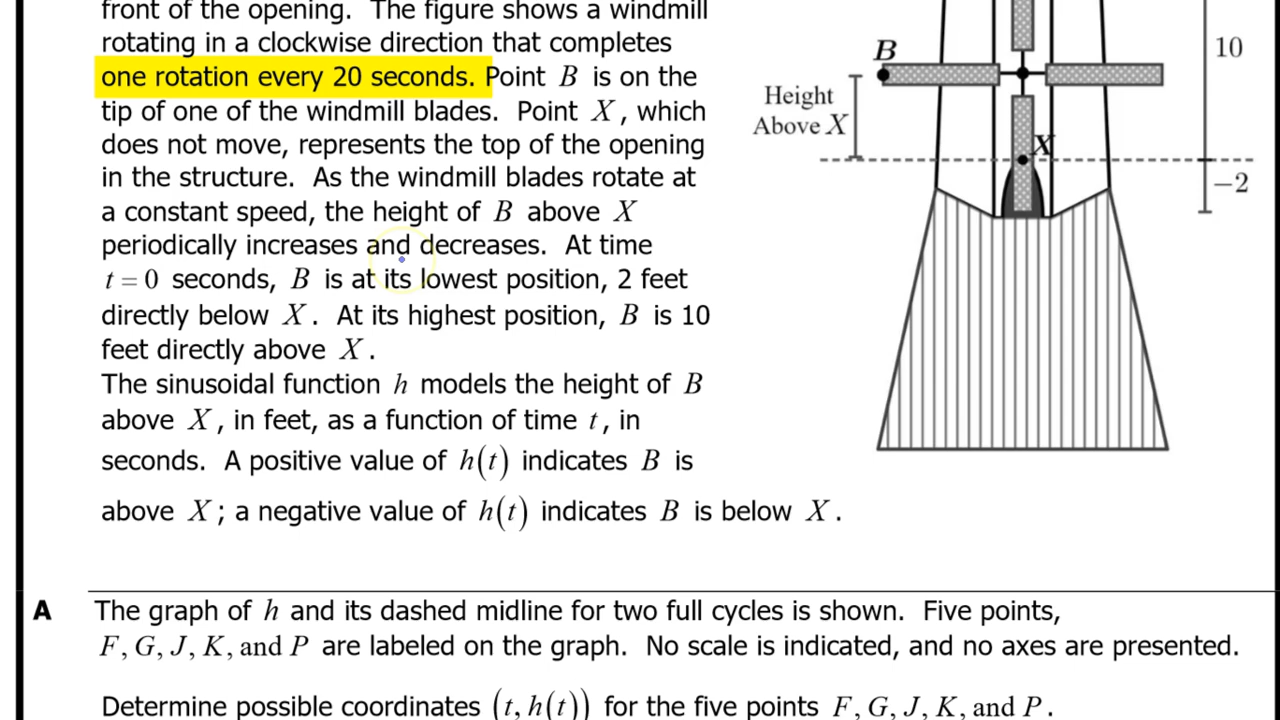 front of the opening. The figure shows a windmill
rotating in a clockwise direction that completes
one rotation every 20 seconds. Point B is on the
tip of one of the windmill blades. Point X, which
does not move, represents the top of the opening
in the structure. As the windmill blades rotate at
a constant speed, the height of B above X
periodically increases and decreases. At time
t = 0 seconds, B is at its lowest position, 2 feet
directly below X. At its highest position, B is 10
feet directly above X.
The sinusoidal function h models the height of B
above X, in feet, as a function of time t, in
seconds. A positive value of h(t) indicates B is
above X; a negative value of h(t) indicates B is below X.
B
10
Height
Above X
X
−2
A The graph of h and its dashed midline for two full cycles is shown. Five points,
F, G, J, K, and P are labeled on the graph. No scale is indicated, and no axes are presented.
Determine possible coordinates (t, h(t)) for the five points F, G, J, K, and P.